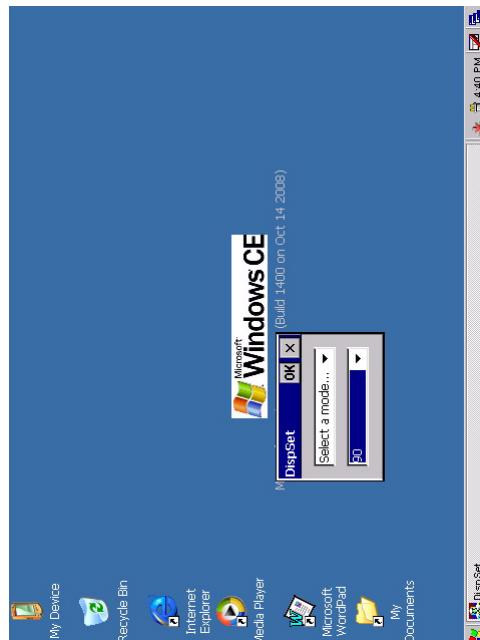 My Device
Recycle Bin
Internet
Explorer
Media Player
Microsoft
WordPad
My
Documents
Microsoft
Windows CE
M
(Build 1400 on Oct 14 2008)
DispSet
OK
Select a mode...
90
DispSet
4:40 PM